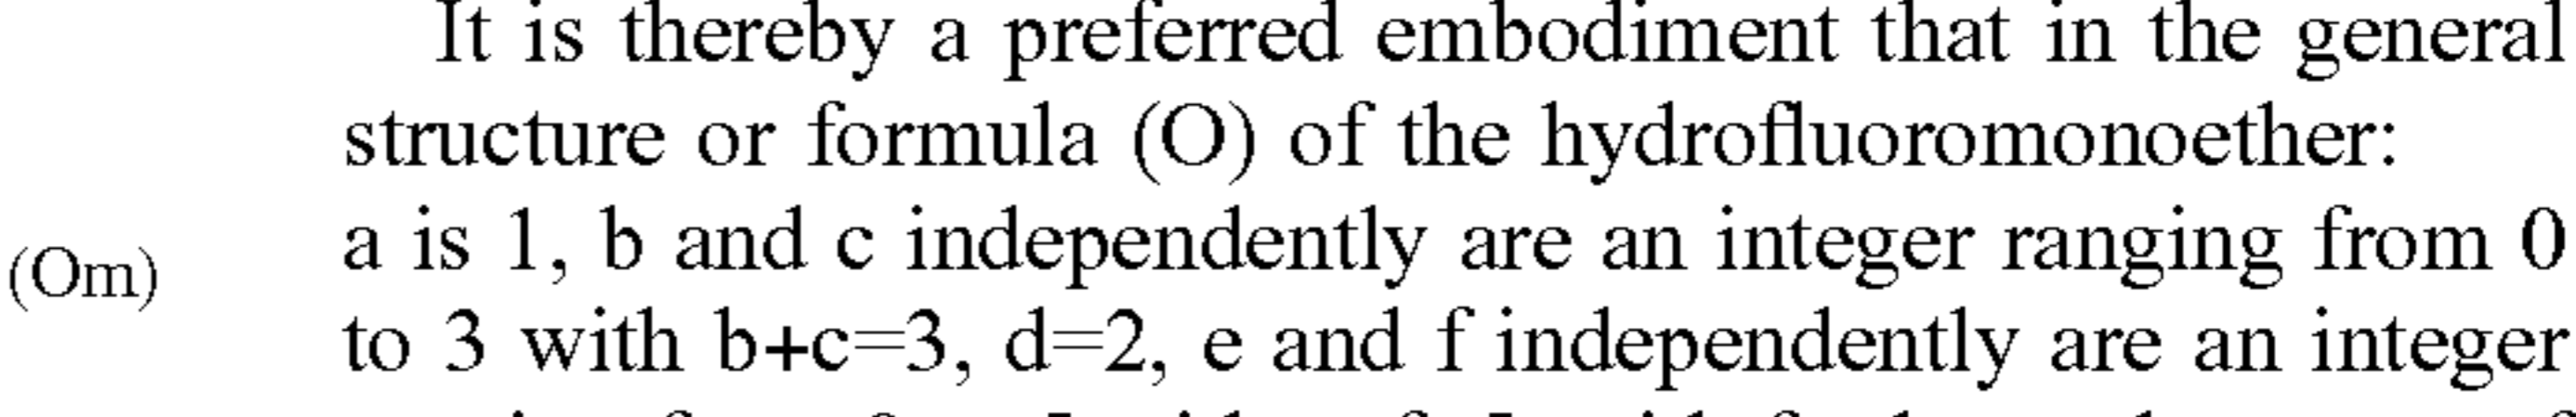 It is thereby a preferred embodiment that in the general
structure or formula (O) of the hydrofluoromonoether:
a is 1, b and c independently are an integer ranging from 0
(Om)
to 3 with b+c=3, d=2, e and f independently are an integer